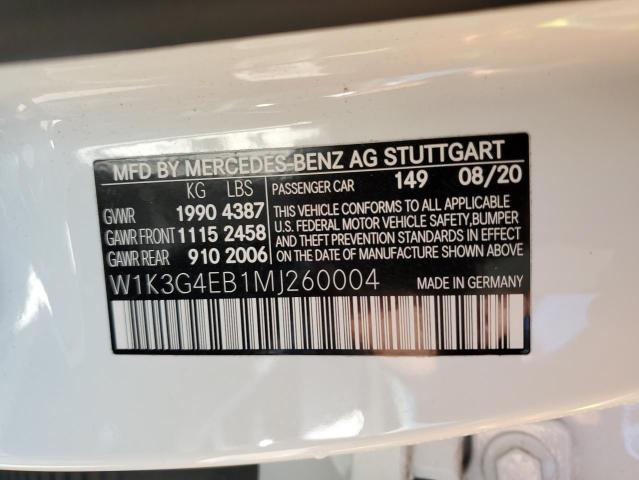 MFD BY MERCEDES-BENZ AG STUTTGART
KG LBS PASSENGER CAR 149 08/20
GVWR 1990 4387 THIS VEHICLE CONFORMS TO ALL APPLICABLE
GAWR FRONT 1115 2458 U.S. FEDERAL MOTOR VEHICLE SAFETY,BUMPER
GAWR REAR 910 2006 AND THEFT PREVENTION STANDARDS IN EFFECT
ON THE DATE OF MANUFACTURE SHOWN ABOVE.
W1K3G4EB1MJ260004 MADE IN GERMANY